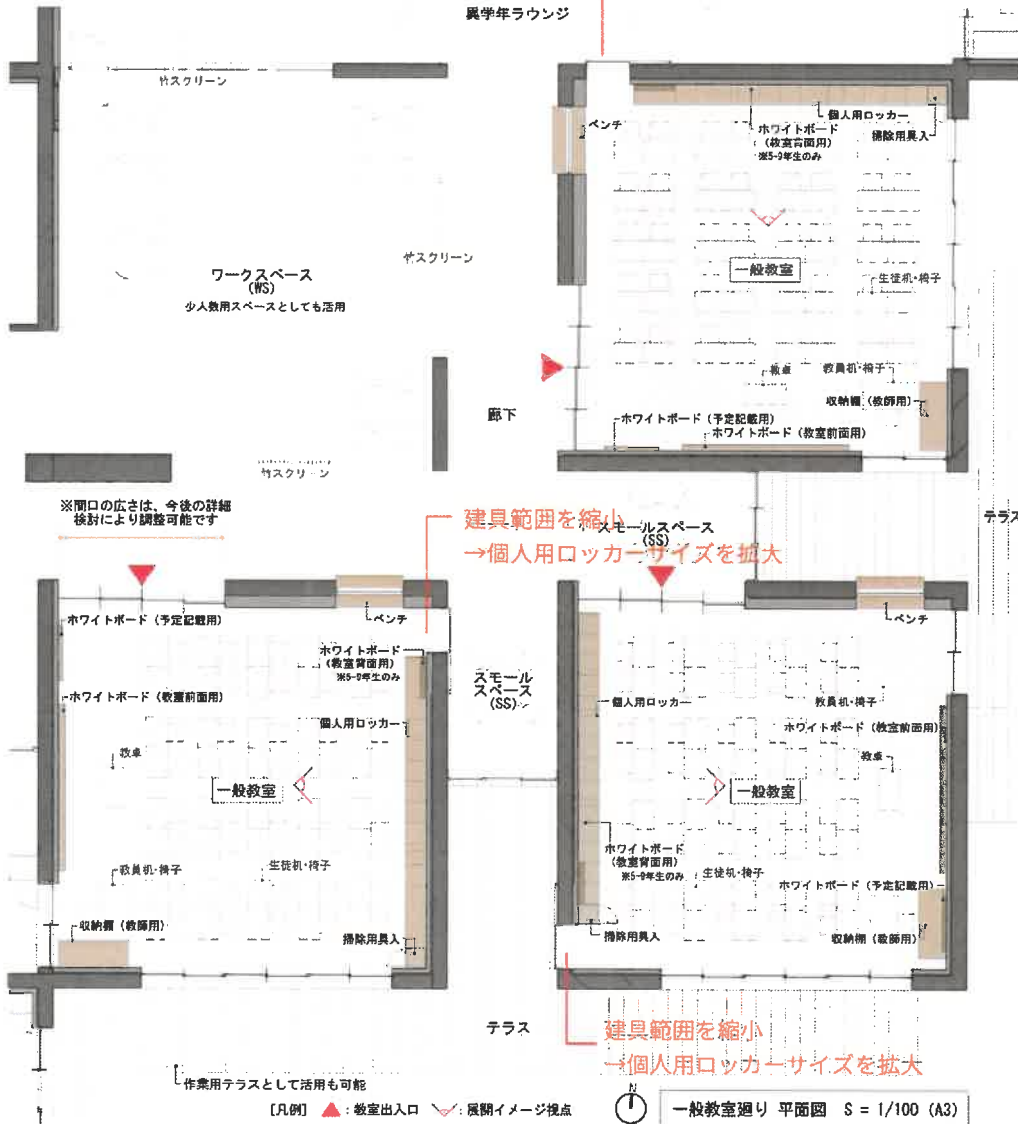 異学年ラウンジ
竹スクリーン
ベンチ
個人用ロッカー
ホワイトボード
(教室背面用)
※5-9年生のみ
掃除用具入
竹スクリーン
ワークスペース
(WS)
少人数用スペースとしても活用
一般教室
生徒机・椅子
教卓
教員机・椅子
収納棚(教師用)
廊下
ホワイトボード(予定記載用)
ホワイトボード(教室前面用)
竹スクリーン
※間口の広さは、今後の詳細
検討により調整可能です
建具範囲を縮小
→個人用ロッカーサイズを拡大
スモールスペース
(SS)
テラス
ホワイトボード(予定記載用)
ベンチ
ホワイトボード
(教室背面用)
※5-9年生のみ
ホワイトボード(教室前面用)
個人用ロッカー
教卓
一般教室
教員机・椅子
生徒机・椅子
収納棚(教師用)
掃除用具入
スモール
スペース
(SS)
ベンチ
個人用ロッカー
教員机・椅子
ホワイトボード(教室前面用)
教卓
一般教室
ホワイトボード
(教室背面用)
※5-9年生のみ
生徒机・椅子
ホワイトボード(予定記載用)
掃除用具入
収納棚(教師用)
テラス
建具範囲を縮小
→個人用ロッカーサイズを拡大
作業用テラスとして活用も可能
[凡例] ▲:教室出入口 :展開イメージ視点
N
一般教室廻り 平面図 S = 1/100 (A3)